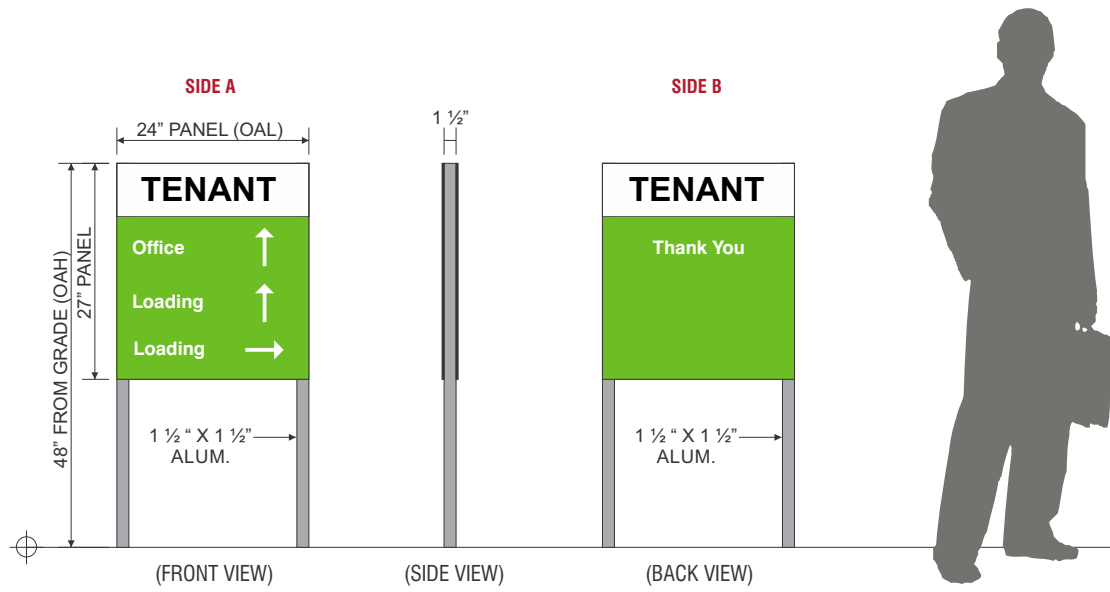 SIDE A
SIDE B
24” PANEL (OAL)
1 ½”
48” FROM GRADE (OAH)
27” PANEL
TENANT
Office
Loading
Loading
TENANT
Thank You
1 ½ “ X 1 ½”
ALUM.
1 ½ “ X 1 ½”
ALUM.
(FRONT VIEW)
(SIDE VIEW)
(BACK VIEW)